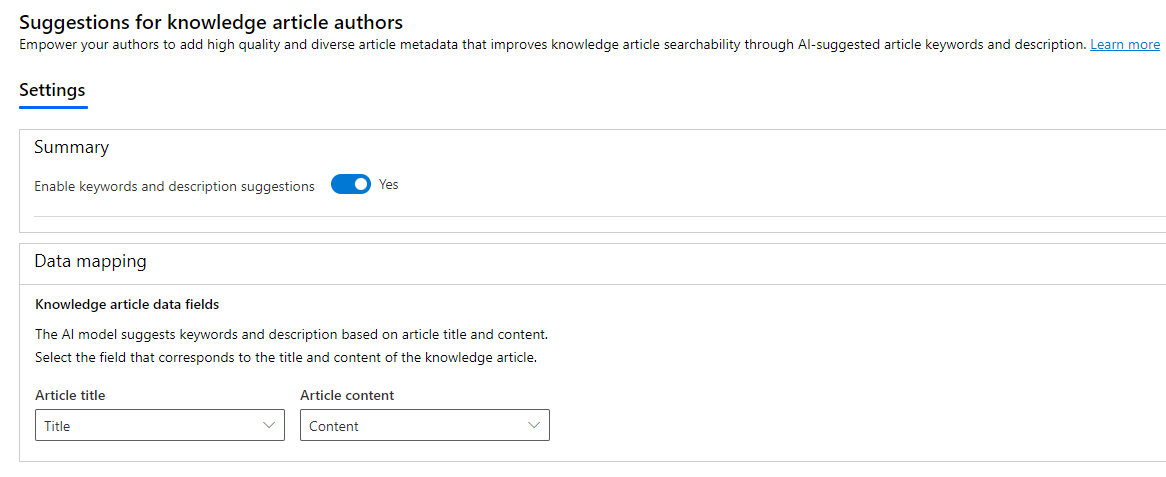 Suggestions for knowledge article authors
Empower your authors to add high quality and diverse article metadata that improves knowledge article searchability through AI-suggested article keywords and description. Learn more
Settings
Summary
Enable keywords and description suggestions Yes
Data mapping
Knowledge article data fields
The AI model suggests keywords and description based on article title and content.
Select the field that corresponds to the title and content of the knowledge article.
Article title Article content
Title Content